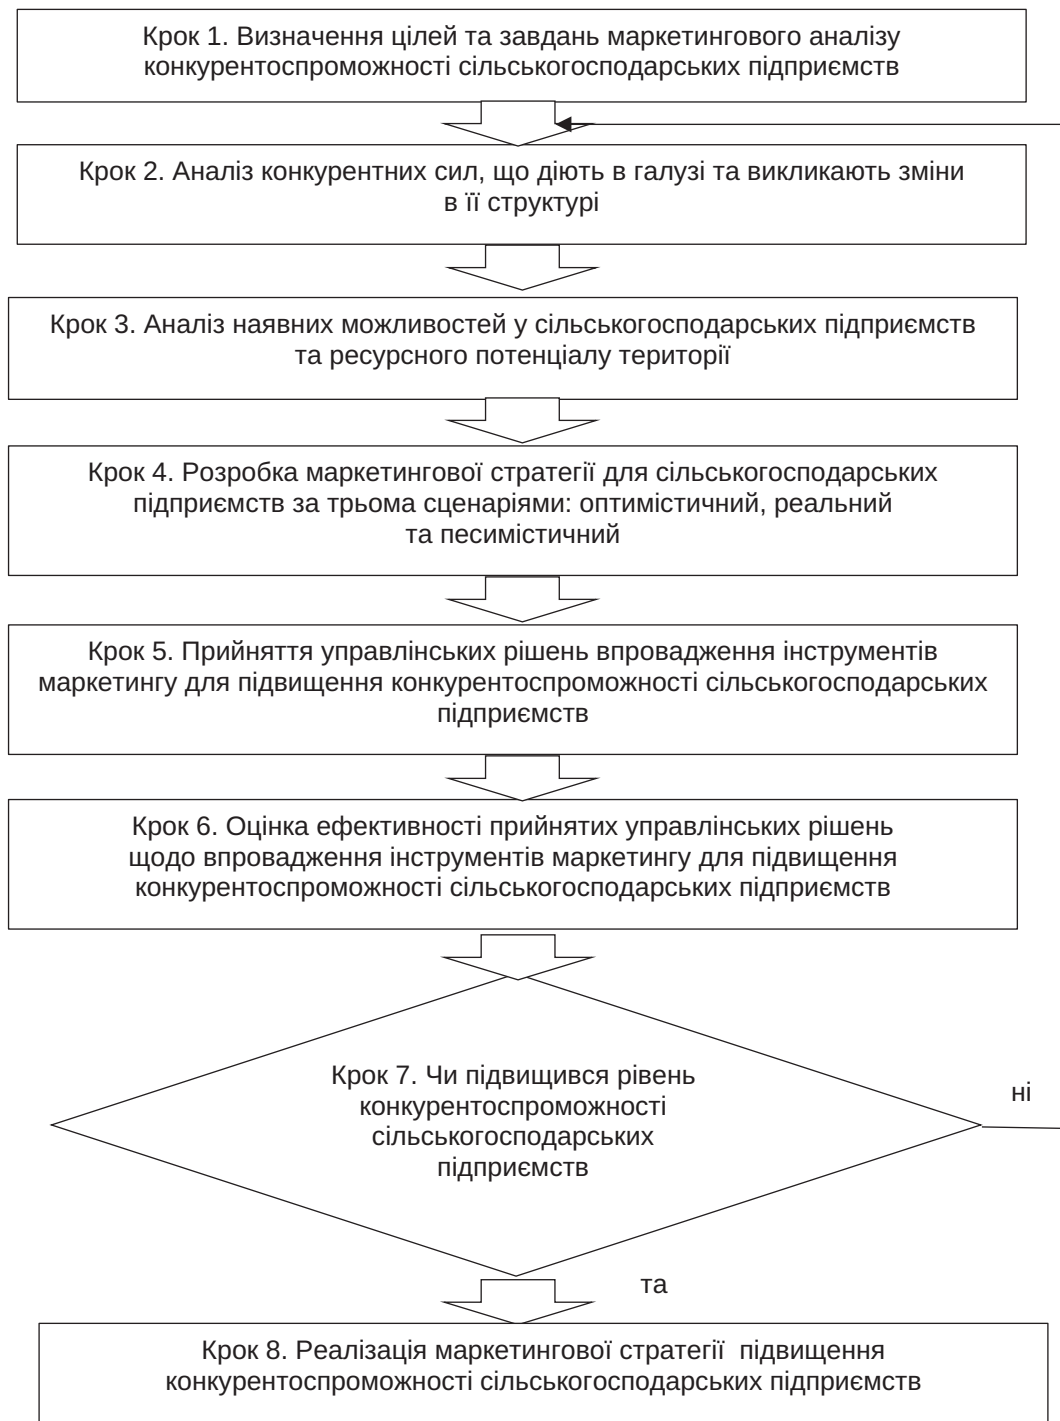 Крок 1. Визначення цілей та завдань маркетингового аналізу
конкурентоспроможності сільськогосподарських підприємств
Крок 2. Аналіз конкурентних сил, що діють в галузі та викликають зміни
в її структурі
Крок 3. Аналіз наявних можливостей у сільськогосподарських підприємств
та ресурсного потенціалу території
Крок 4. Розробка маркетингової стратегії для сільськогосподарських
підприємств за трьома сценаріями: оптимістичний, реальний
та песимістичний
Крок 5. Прийняття управлінських рішень впровадження інструментів
маркетингу для підвищення конкурентоспроможності сільськогосподарських
підприємств
Крок 6. Оцінка ефективності прийнятих управлінських рішень
щодо впровадження інструментів маркетингу для підвищення
конкурентоспроможності сільськогосподарських підприємств
Крок 7. Чи підвищився рівень
конкурентоспроможності
сільськогосподарських
підприємств
ні
та
Крок 8. Реалізація маркетингової стратегії підвищення
конкурентоспроможності сільськогосподарських підприємств